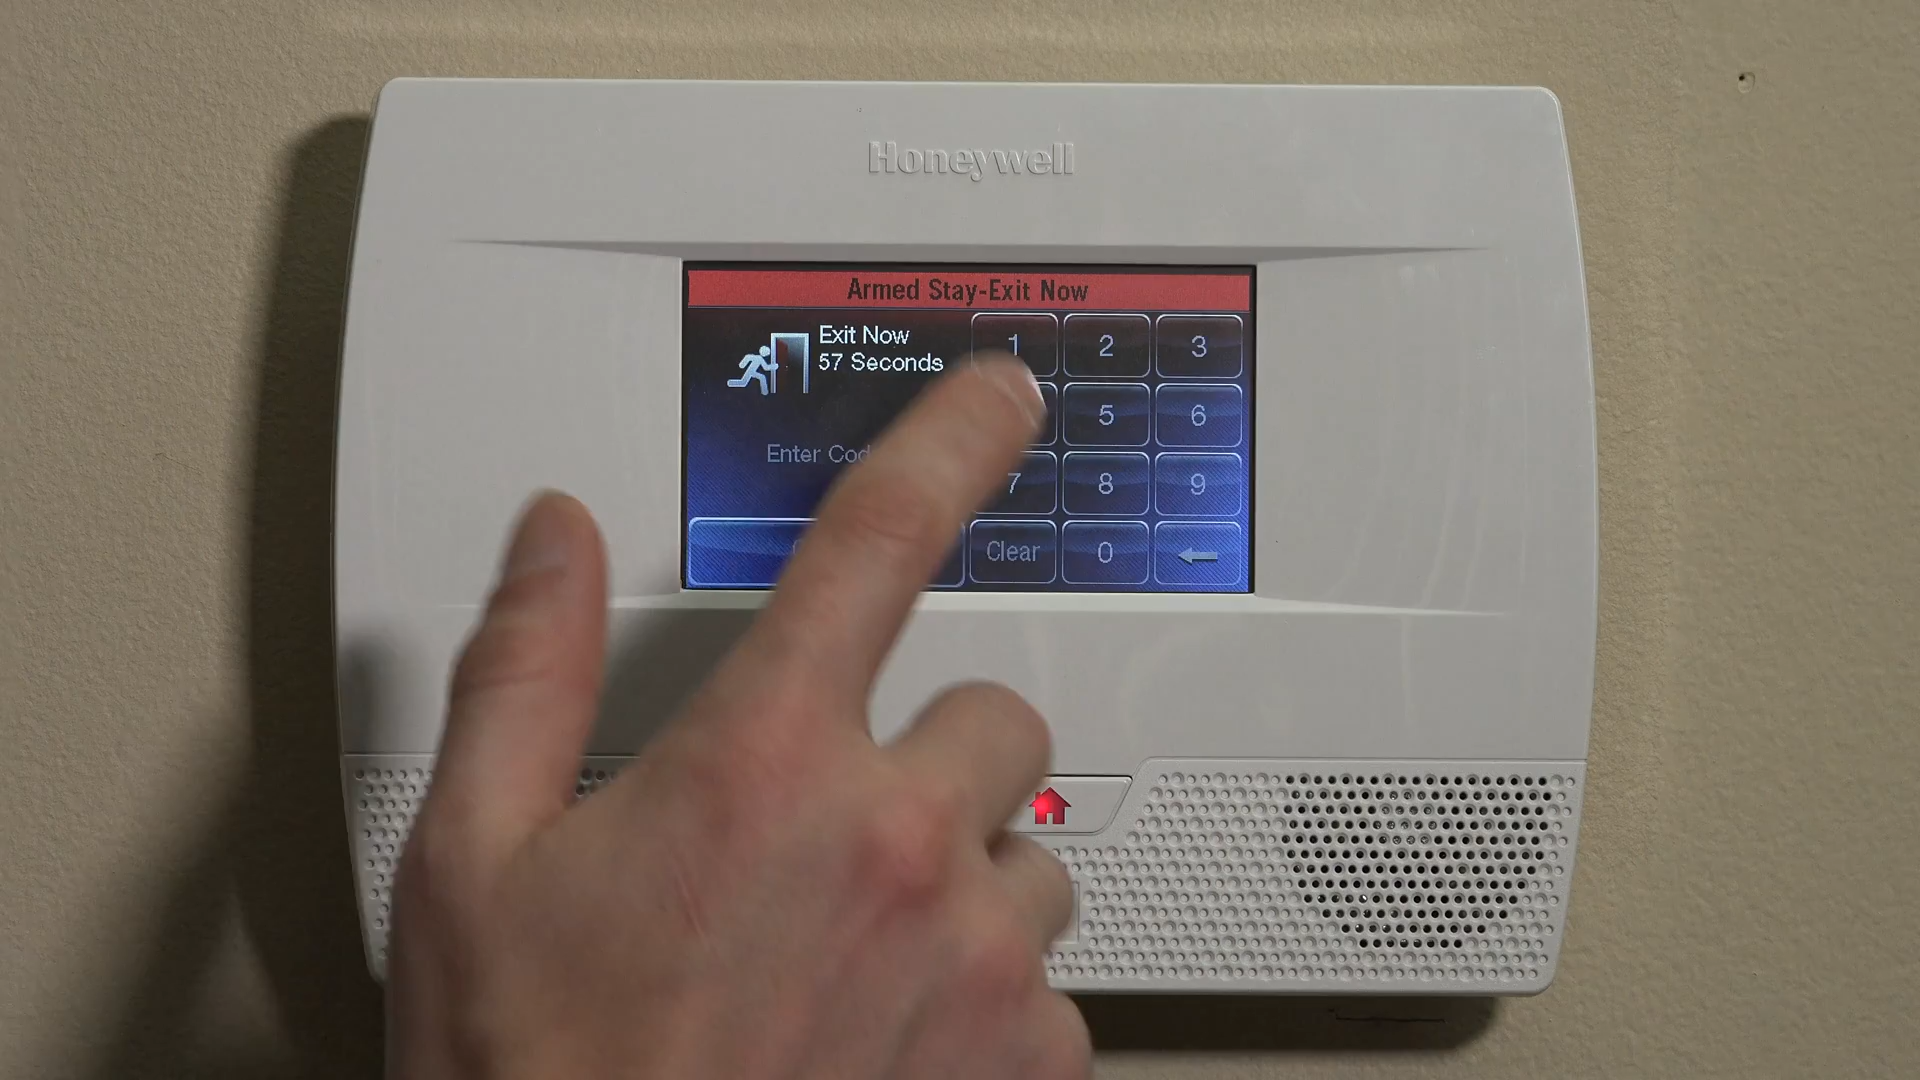 Honeywell
Armed Stay-Exit Now
Exit Now
57 Seconds
1 2 3
5 6
Enter
7 8 9
Clear 0